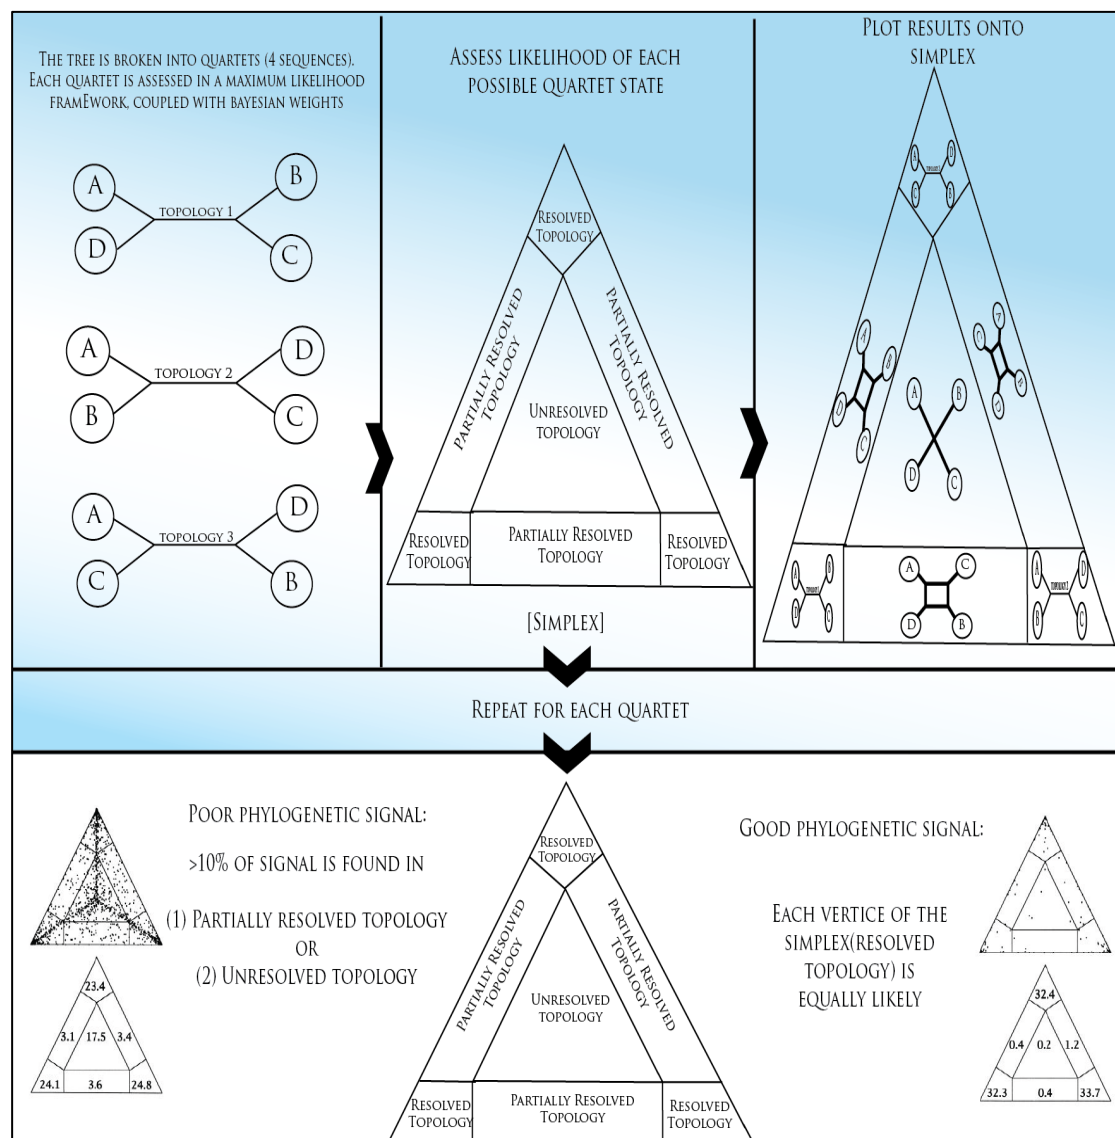 The tree is broken into quartets (4 sequences).
Each quartet is assessed in a maximum likelihood
framEwork, coupled with bayesian weights
A
B
Topology 1
D
C
A
D
Topology 2
B
C
A
D
Topology 3
C
B
Assess likelihood of each
possible quartet state
Resolved
Topology
Partially Resolved
Topology
Partially Resolved
Topology
Unresolved
topology
Resolved
Topology
Partially Resolved
Topology
Resolved
Topology
[Simplex]
Plot results onto
simplex
A
D
C
B
A
B
D
C
A
B
D
C
A
B
D
C
A
C
D
B
A
D
B
C
Repeat for each quartet
Poor phylogenetic signal:
>10% of signal is found in
(1) Partially resolved topology
or
(2) Unresolved topology
23.4
3.1 17.5 3.4
24.1 3.6 24.8
Resolved
Topology
Partially Resolved
Topology
Partially Resolved
Topology
Unresolved
topology
Resolved
Topology
Partially Resolved
Topology
Resolved
Topology
Good phylogenetic signal:
Each vertice of the
simplex(resolved
topology) is
equally likely
32.4
0.4 0.2 1.2
32.3 0.4 33.7